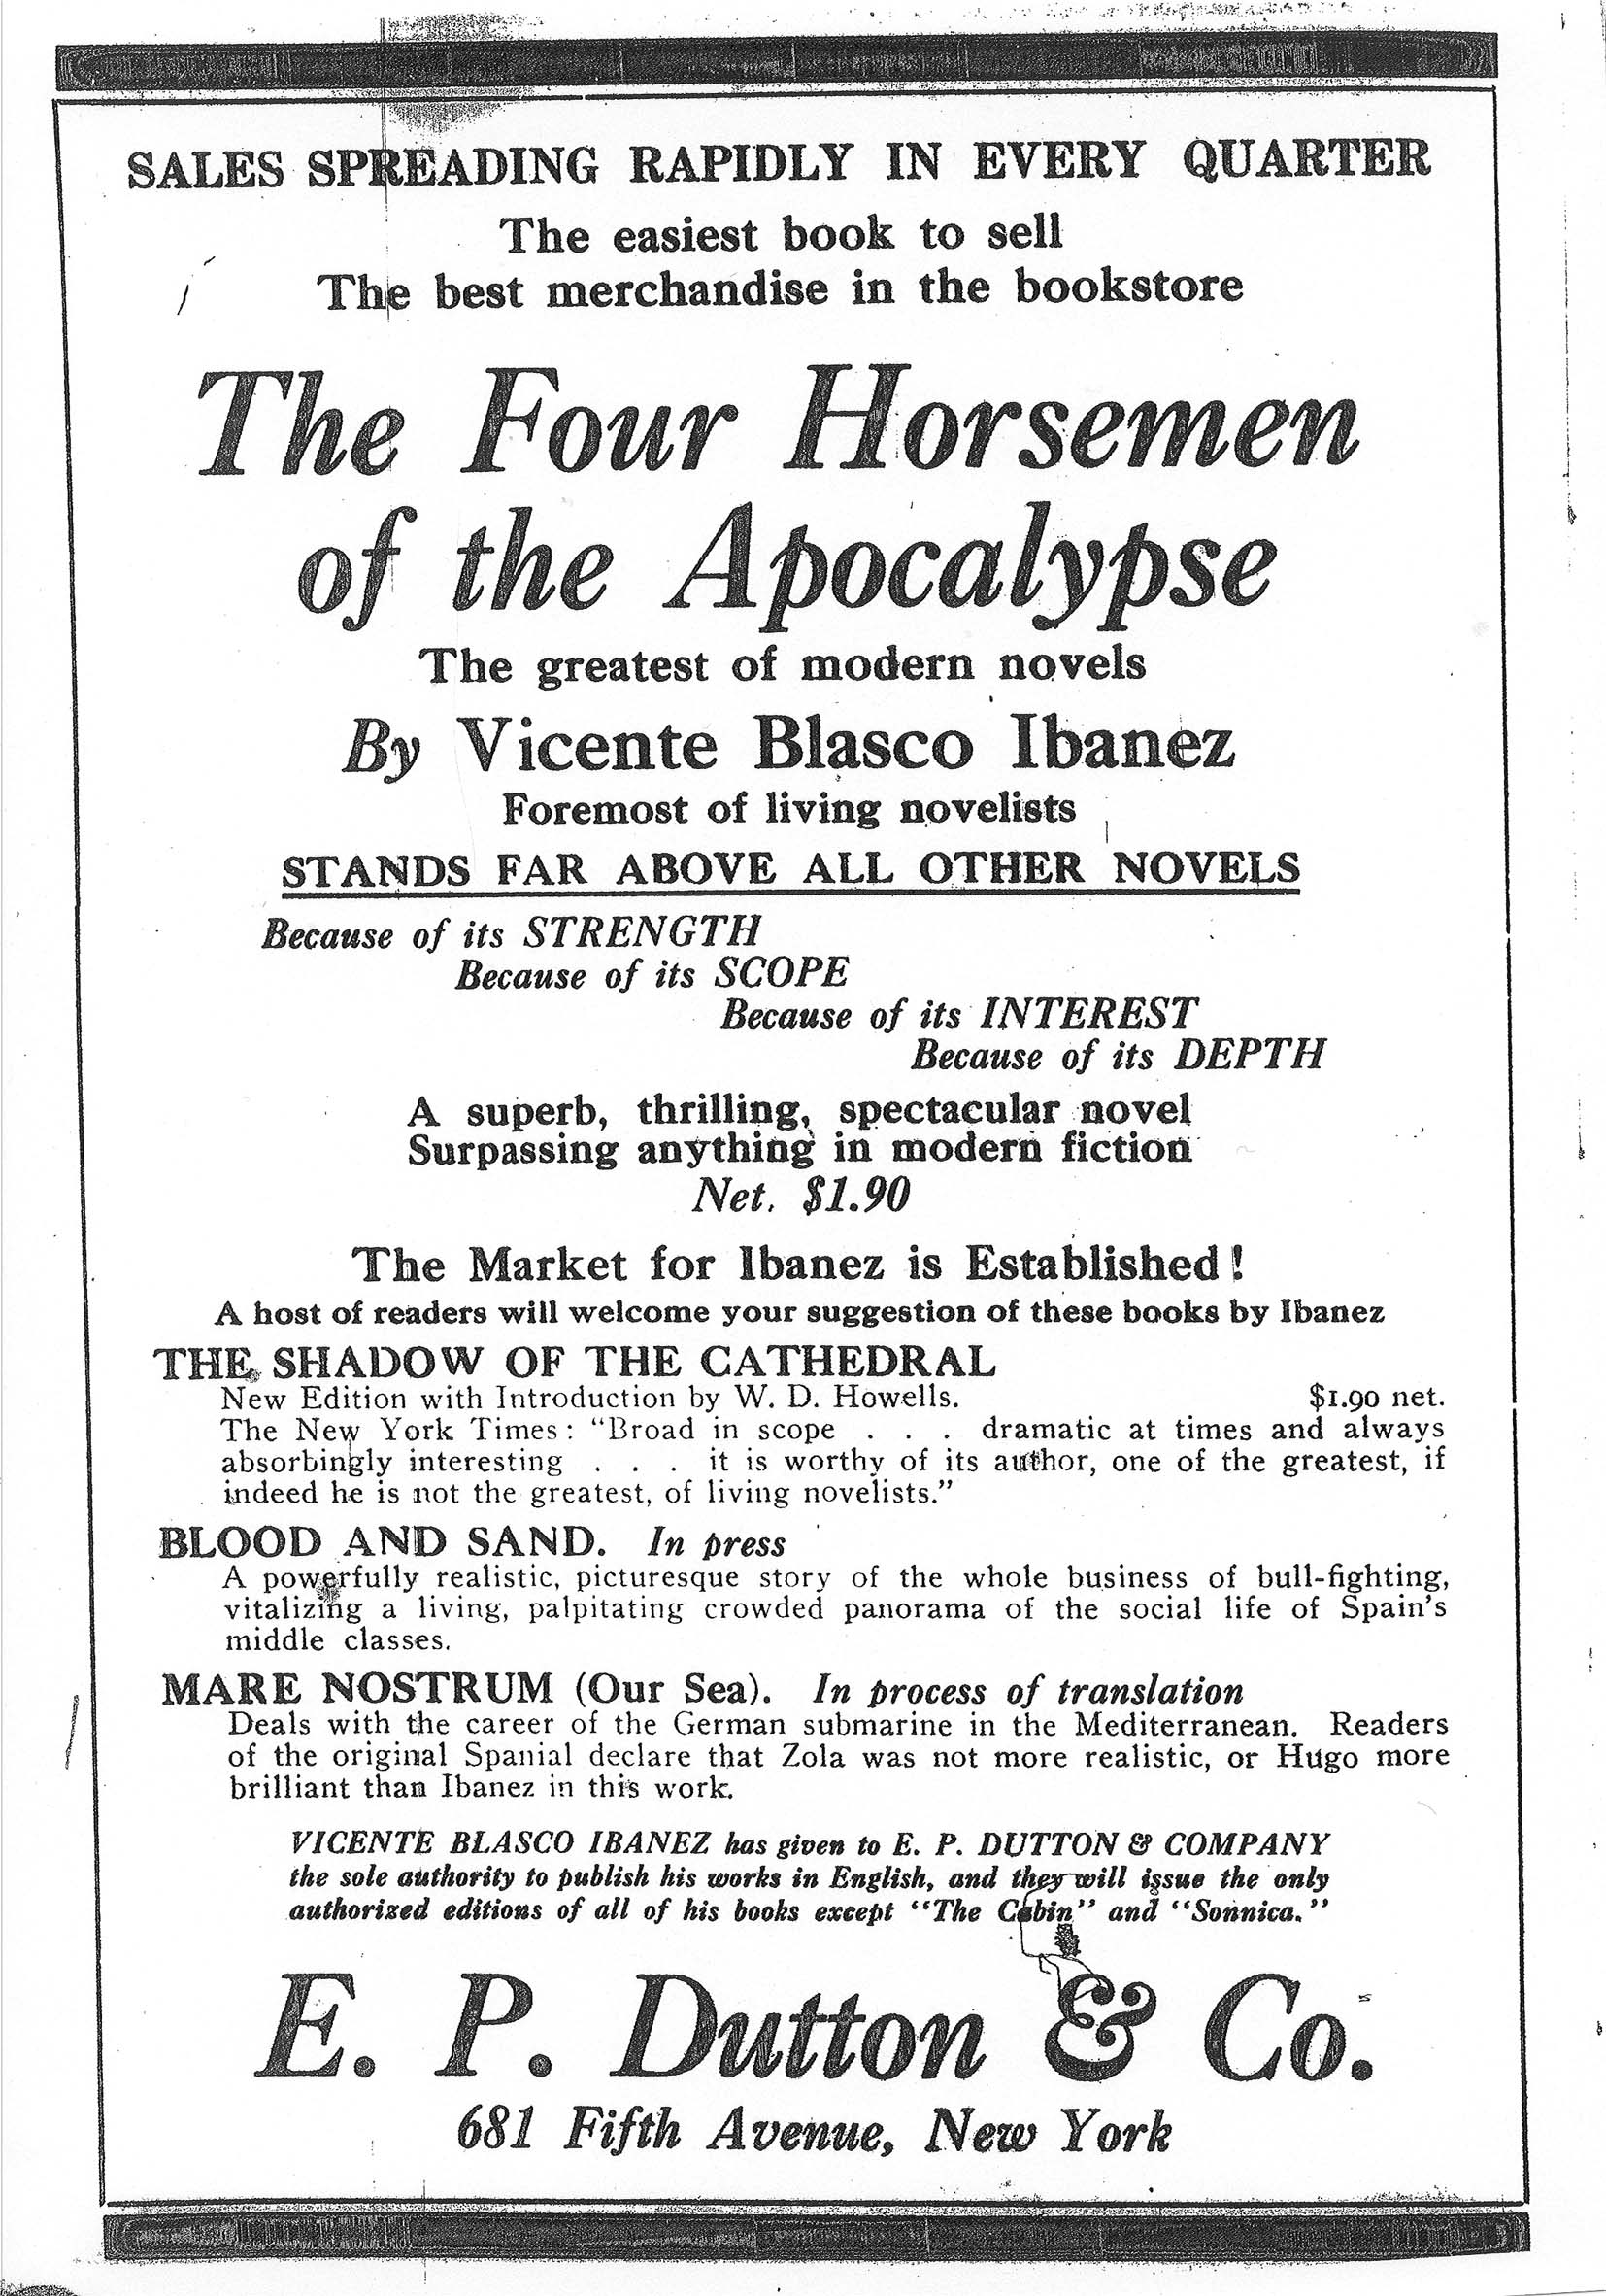 SALES SPREADING RAPIDLY IN EVERY QUARTER
The easiest book to sell
The best merchandise in the bookstore
The Four Horsemen
of the Apocalypse
The greatest of modern novels
By Vicente Blasco Ibanez
Foremost of living novelists
STANDS FAR ABOVE ALL OTHER NOVELS
Because of its STRENGTH
Because of its SCOPE
Because of its INTEREST
Because of its DEPTH
A superb, thrilling, spectacular novel
Surpassing anything in modern fiction
Net. $1.90
The Market for Ibanez is Established!
A host of readers will welcome your suggestion of these books by Ibanez
THE SHADOW OF THE CATHEDRAL
New Edition with Introduction by W. D. Howells. $1.90 net.
The New York Times: "Broad in scope . . . dramatic at times and always
absorbingly interesting . . . it is worthy of its author, one of the greatest, if
indeed he is not the greatest, of living novelists."
BLOOD AND SAND. In press
A powerfully realistic, picturesque story of the whole business of bull-fighting,
vitalizing a living, palpitating crowded panorama of the social life of Spain's
middle classes.
MARE NOSTRUM (Our Sea). In process of translation
Deals with the career of the German submarine in the Mediterranean. Readers
of the original Spanial declare that Zola was not more realistic, or Hugo more
brilliant than Ibanez in this work.
VICENTE BLASCO IBANEZ has given to E. P. DUTTON & COMPANY
the sole authority to publish his works in English, and they will issue the only
authorized editions of all of his books except "The Cabin" and "Sonnica."
E. P. Dutton & Co.
681 Fifth Avenue, New York